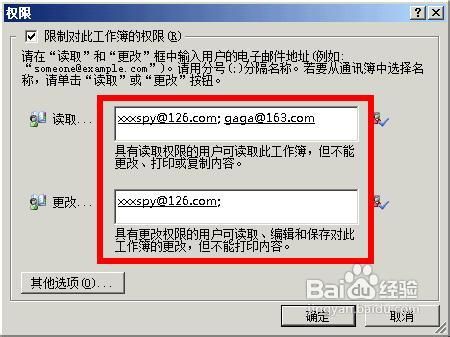 权限
限制对此工作簿的权限(R)
请在“读取”和“更改”框中输入用户的电子邮件地址(例如:
“someone@example.com”)。请用分号(;)分隔名称。若要从通讯簿中选择名
称，请单击“读取”或“更改”按钮。
读取...
xxxspy@126.com; gaga@163.com
具有读取权限的用户可读取此工作簿，但不能
更改、打印或复制内容。
更改...
xxxspy@126.com;
具有更改权限的用户可读取、编辑和保存对此
工作簿的更改，但不能打印内容。
其他选项(O)...
Baidu经验
jingyan.baidu.com
确定
取消